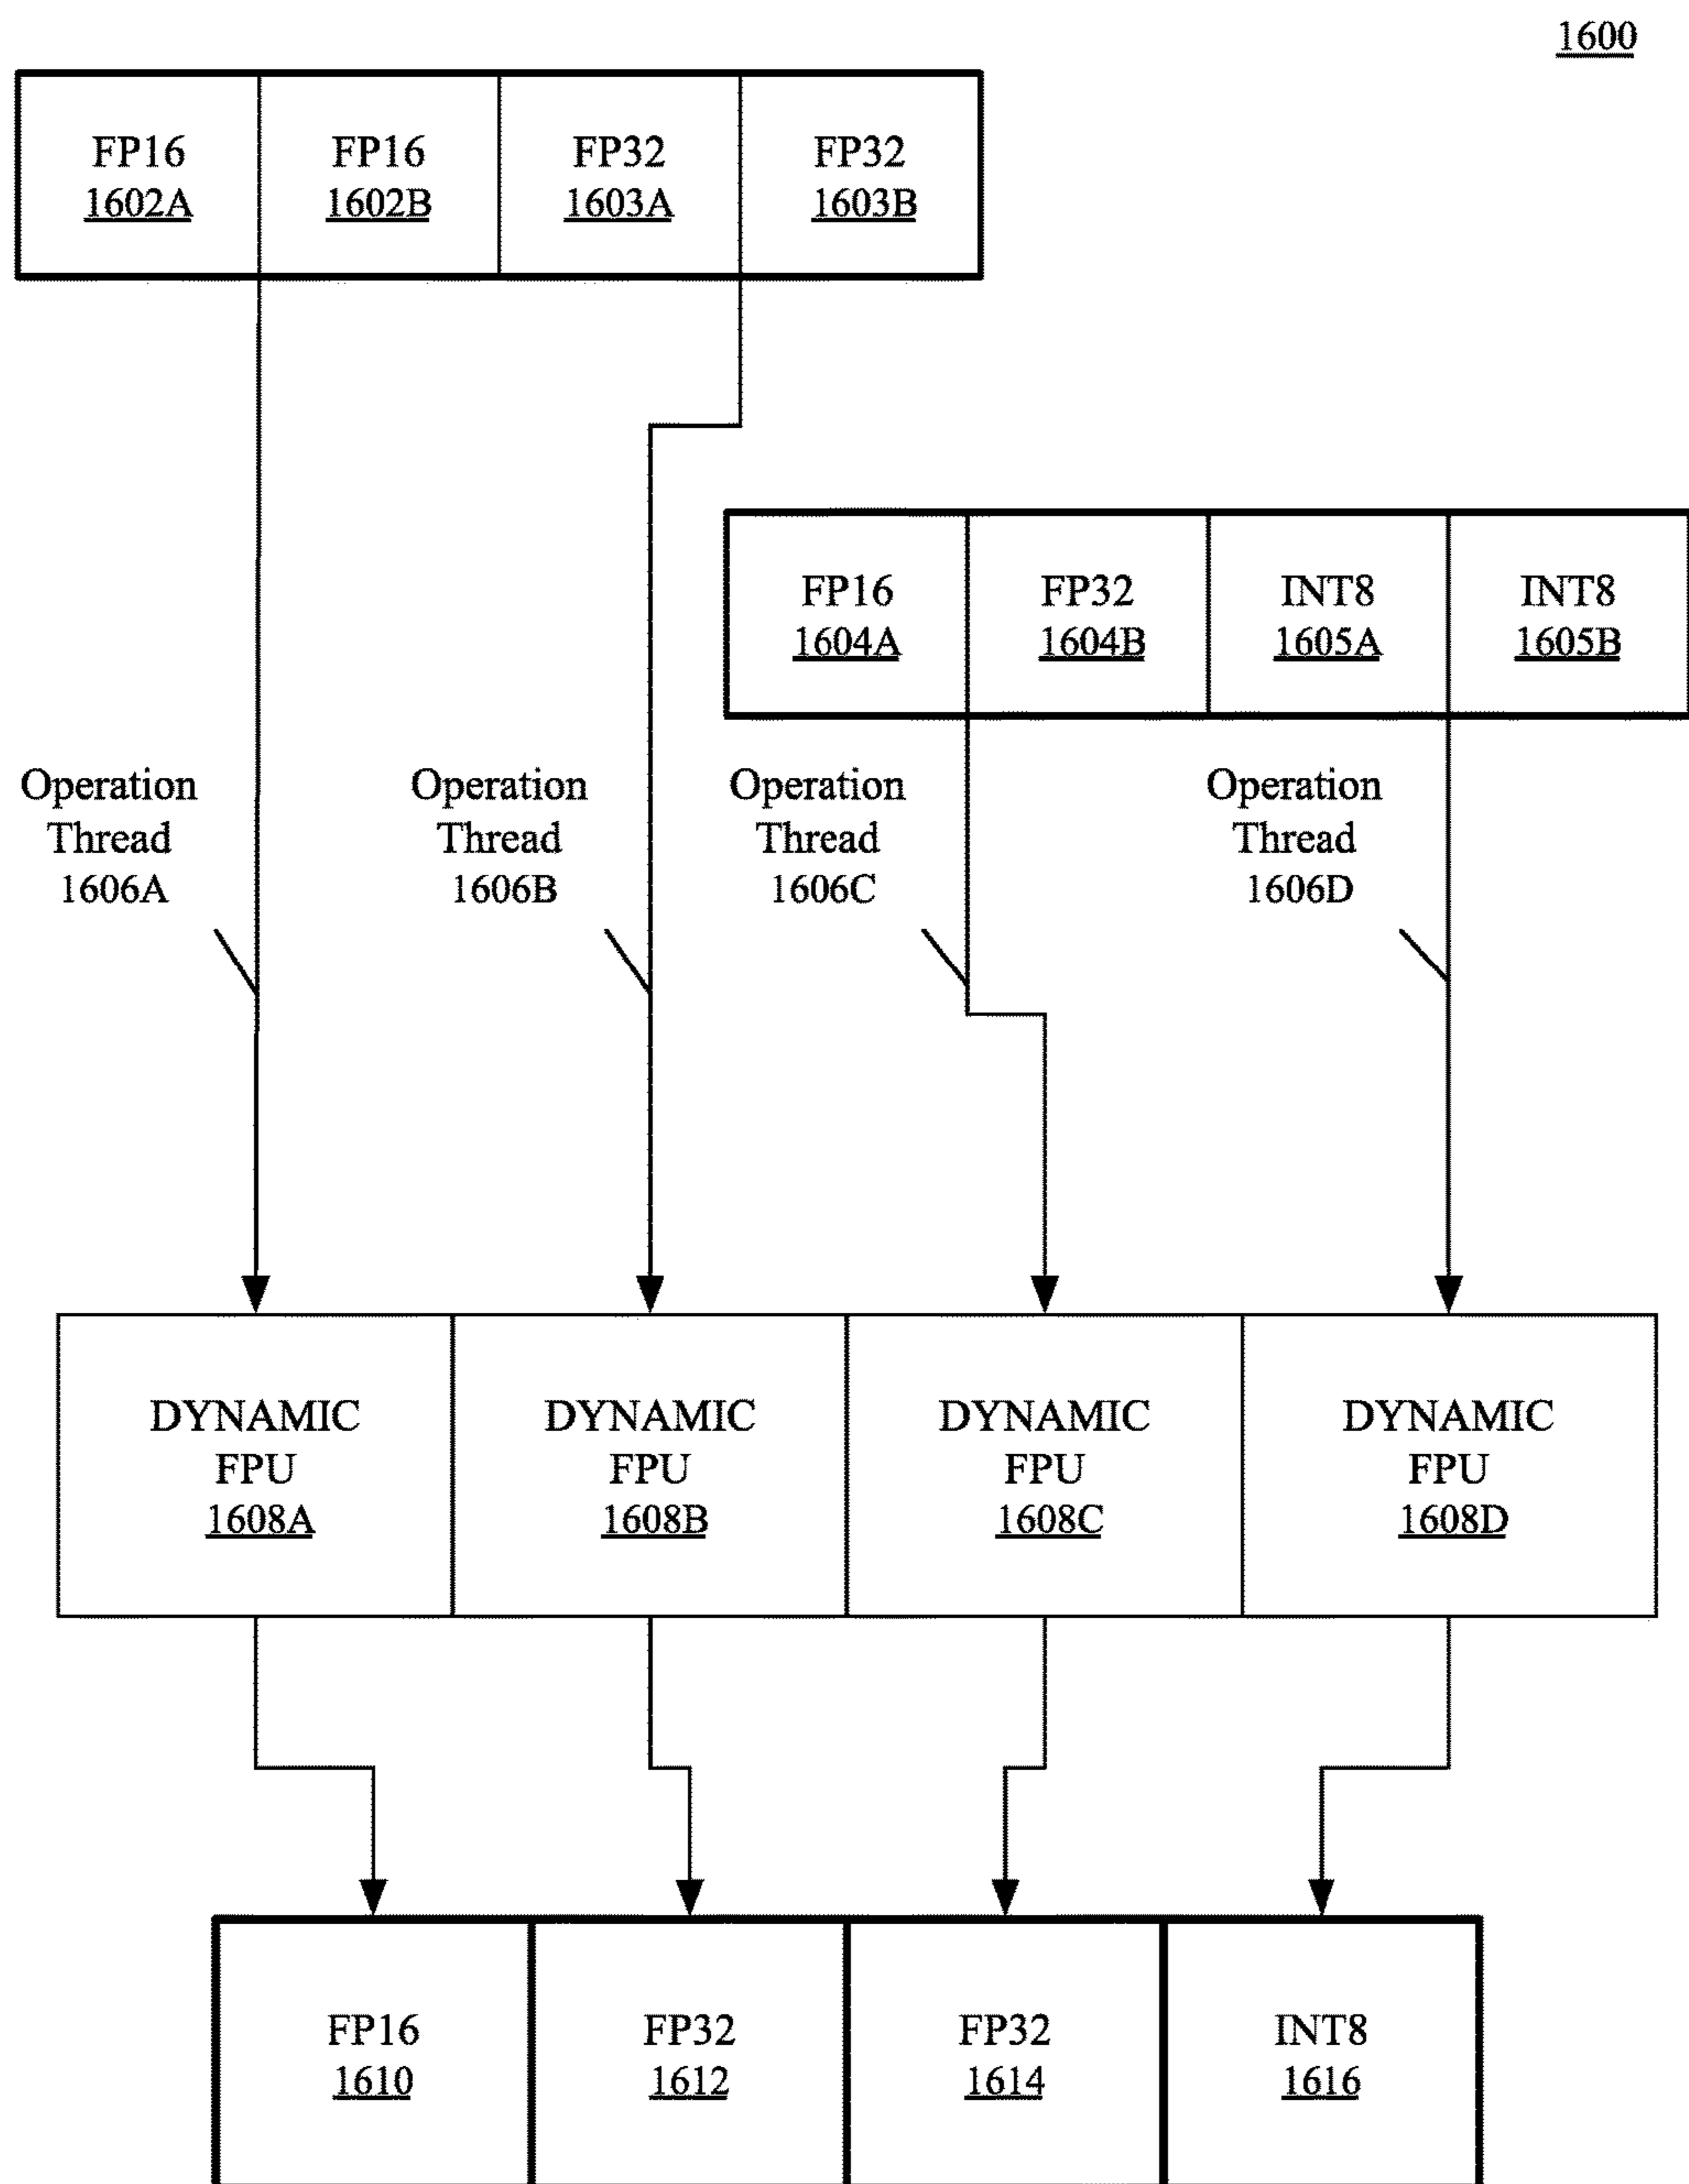 1600
FP16
1602A
FP16
1602B
FP32
1603A
FP32
1603B
FP16
1604A
FP32
1604B
INT8
1605A
INT8
1605B
Operation
Thread
1606A
Operation
Thread
1606B
Operation
Thread
1606C
Operation
Thread
1606D
DYNAMIC
FPU
1608A
DYNAMIC
FPU
1608B
DYNAMIC
FPU
1608C
DYNAMIC
FPU
1608D
FP16
1610
FP32
1612
FP32
1614
INT8
1616